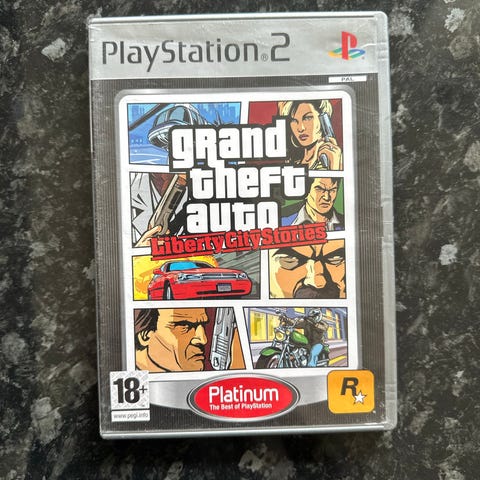 PlayStation®2
PAL
grand
theft
auto
Liberty City Stories
18+
www.pegi.info
Platinum
The Best of PlayStation
R